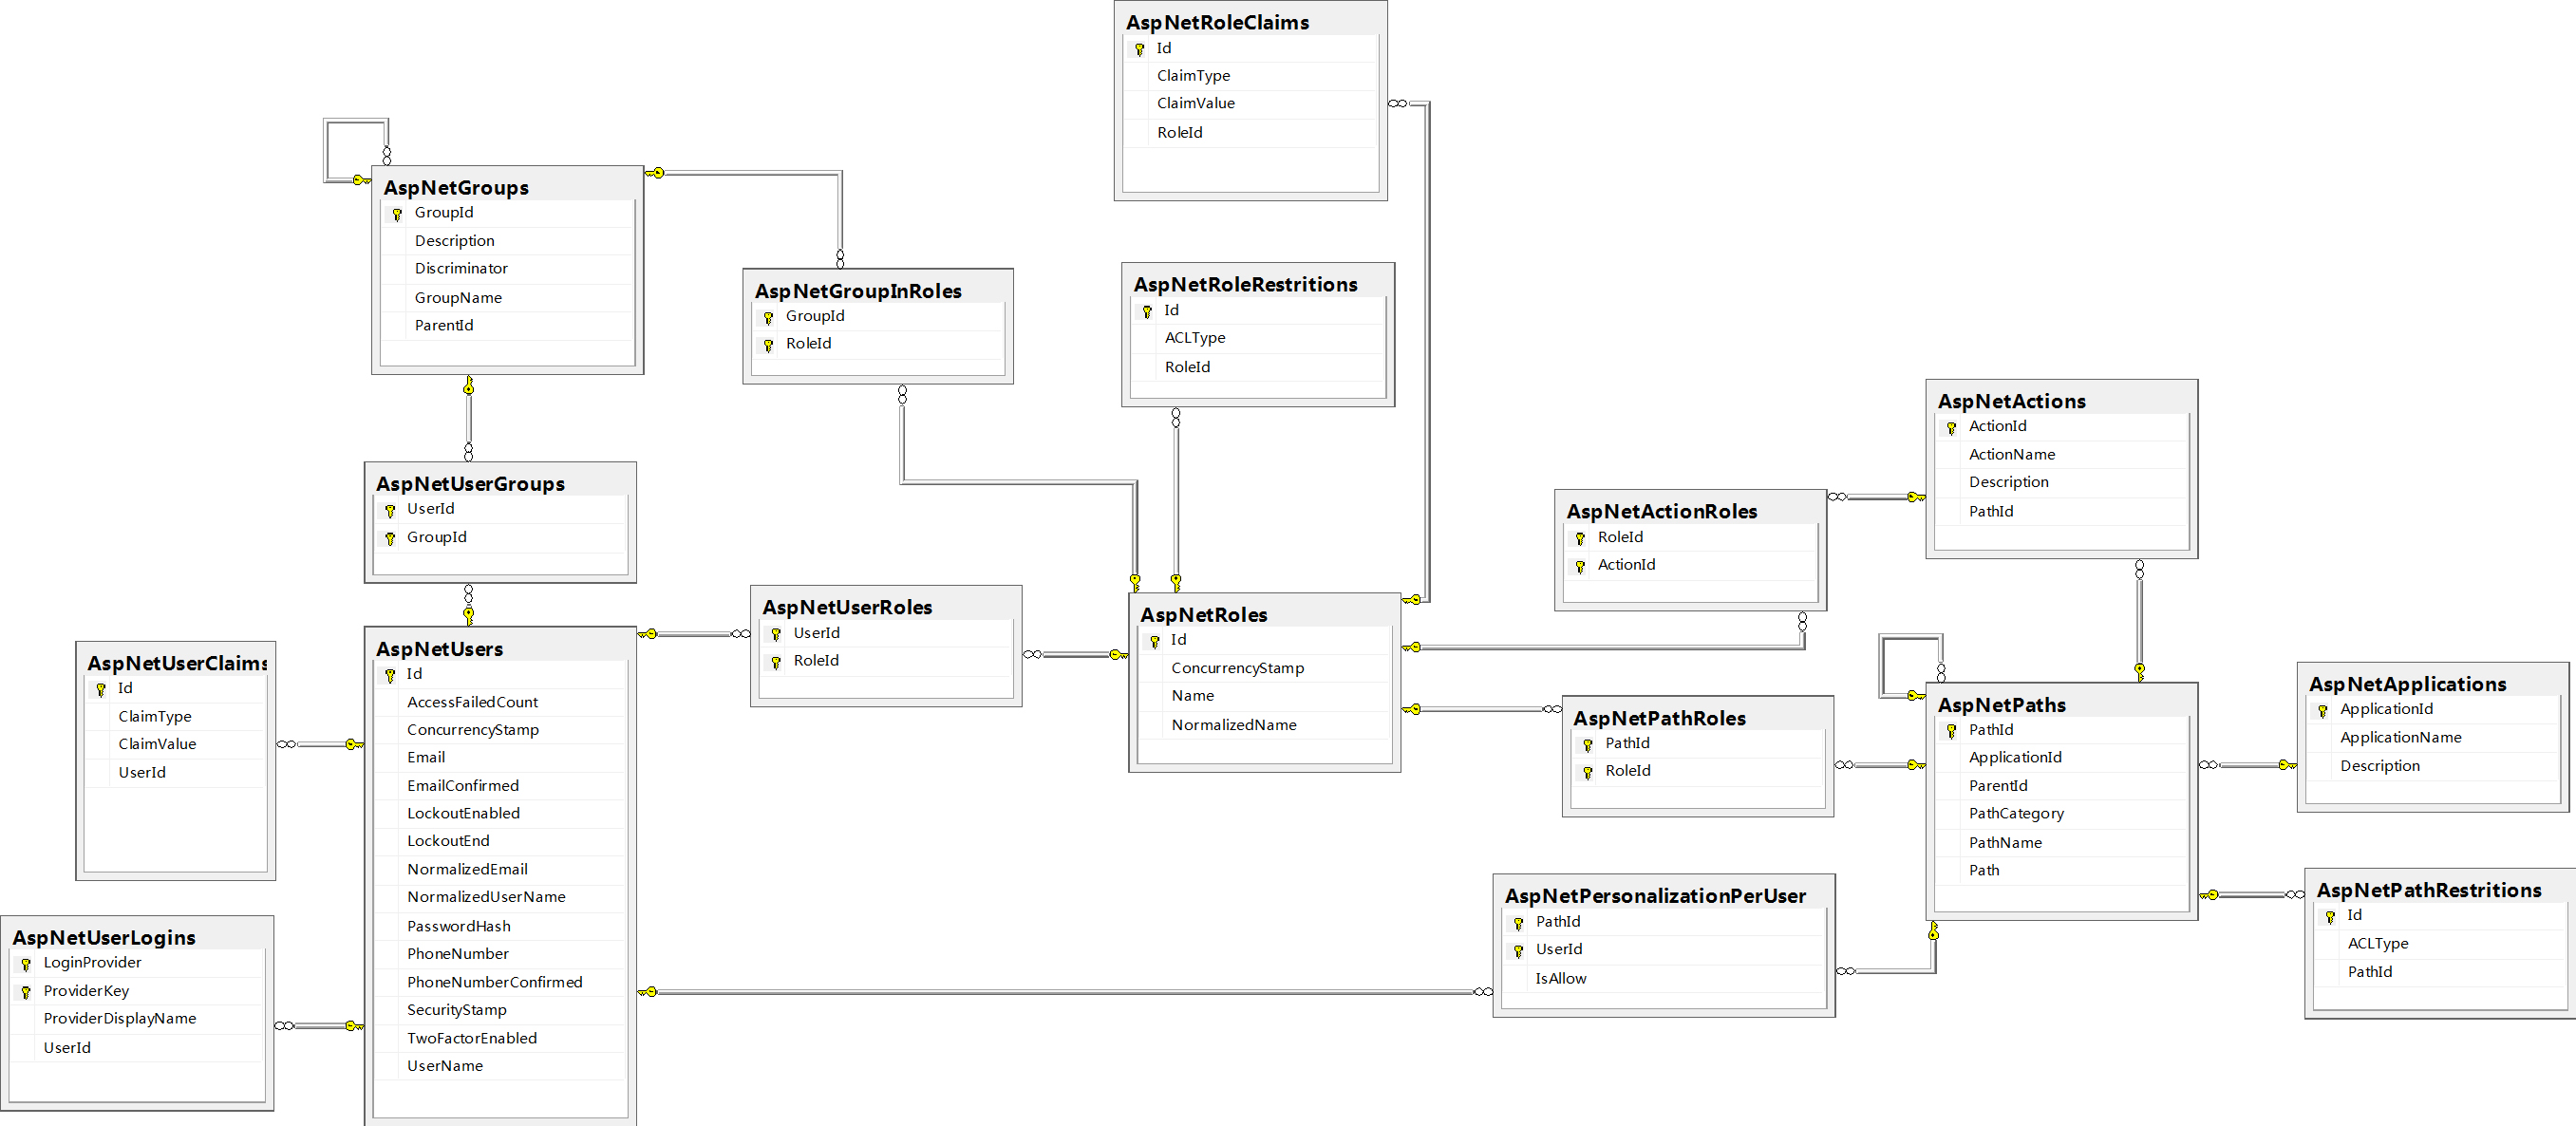 AspNetRoleClaims
Id
ClaimType
ClaimValue
RoleId
AspNetGroups
GroupId
Description
Discriminator
GroupName
ParentId
AspNetGroupInRoles
GroupId
RoleId
AspNetRoleRestritions
Id
ACLType
RoleId
AspNetActions
ActionId
ActionName
Description
PathId
AspNetUserGroups
UserId
GroupId
AspNetActionRoles
RoleId
ActionId
AspNetUserRoles
UserId
RoleId
AspNetRoles
Id
ConcurrencyStamp
Name
NormalizedName
AspNetUserClaims
Id
ClaimType
ClaimValue
UserId
AspNetUsers
Id
AccessFailedCount
ConcurrencyStamp
Email
EmailConfirmed
LockoutEnabled
LockoutEnd
NormalizedEmail
NormalizedUserName
PasswordHash
PhoneNumber
PhoneNumberConfirmed
SecurityStamp
TwoFactorEnabled
UserName
AspNetPathRoles
PathId
RoleId
AspNetPaths
PathId
ApplicationId
ParentId
PathCategory
PathName
Path
AspNetApplications
ApplicationId
ApplicationName
Description
AspNetPersonalizationPerUser
PathId
UserId
IsAllow
AspNetPathRestritions
Id
ACLType
PathId
AspNetUserLogins
LoginProvider
ProviderKey
ProviderDisplayName
UserId